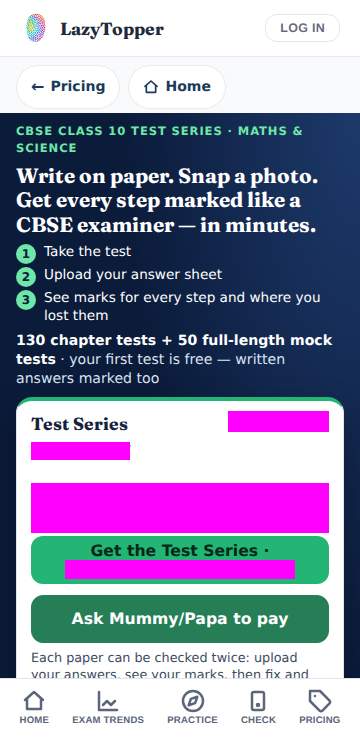 LazyTopper
LOG IN
← Pricing
Home
CBSE CLASS 10 TEST SERIES · MATHS &
SCIENCE
Write on paper. Snap a photo.
Get every step marked like a
CBSE examiner — in minutes.
1 Take the test
2 Upload your answer sheet
3 See marks for every step and where you
lost them
130 chapter tests + 50 full-length mock
tests · your first test is free — written
answers marked too
Test Series
Get the Test Series ·
Ask Mummy/Papa to pay
Each paper can be checked twice: upload
your answers, see your marks, then fix and
HOME
EXAM TRENDS
PRACTICE
CHECK
PRICING